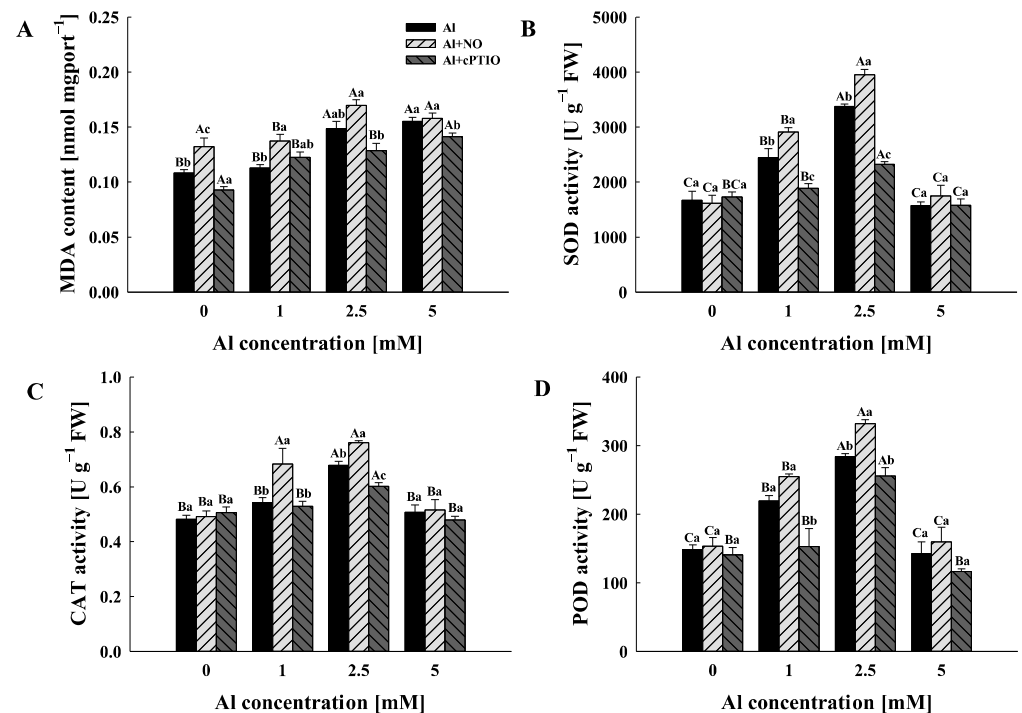 A
MDA content [nmol mgport⁻¹]
0.25
0.20
0.15
0.10
0.05
0.00
Al
Al+NO
Al+cPTIO
Bb Ac Aa
Bb Ba Bab
Aab Aa Bb
Aa Aa Ab
0 1 2.5 5
Al concentration [mM]
B
SOD activity [U g⁻¹ FW]
5000
4000
3000
2000
1000
0
Ca Ca BCa
Bb Ba Bc
Ab Aa Ac
Ca Ca Ca
0 1 2.5 5
Al concentration [mM]
C
CAT activity [U g⁻¹ FW]
1.0
0.8
0.6
0.4
0.2
0.0
Ba Ba Ba
Bb Aa Bb
Ab Aa Ac
Ba Ba Ba
0 1 2.5 5
Al concentration [mM]
D
POD activity [U g⁻¹ FW]
400
300
200
100
0
Ca Ca Ba
Ba Ba Bb
Ab Aa Ab
Ca Ca Ba
0 1 2.5 5
Al concentration [mM]